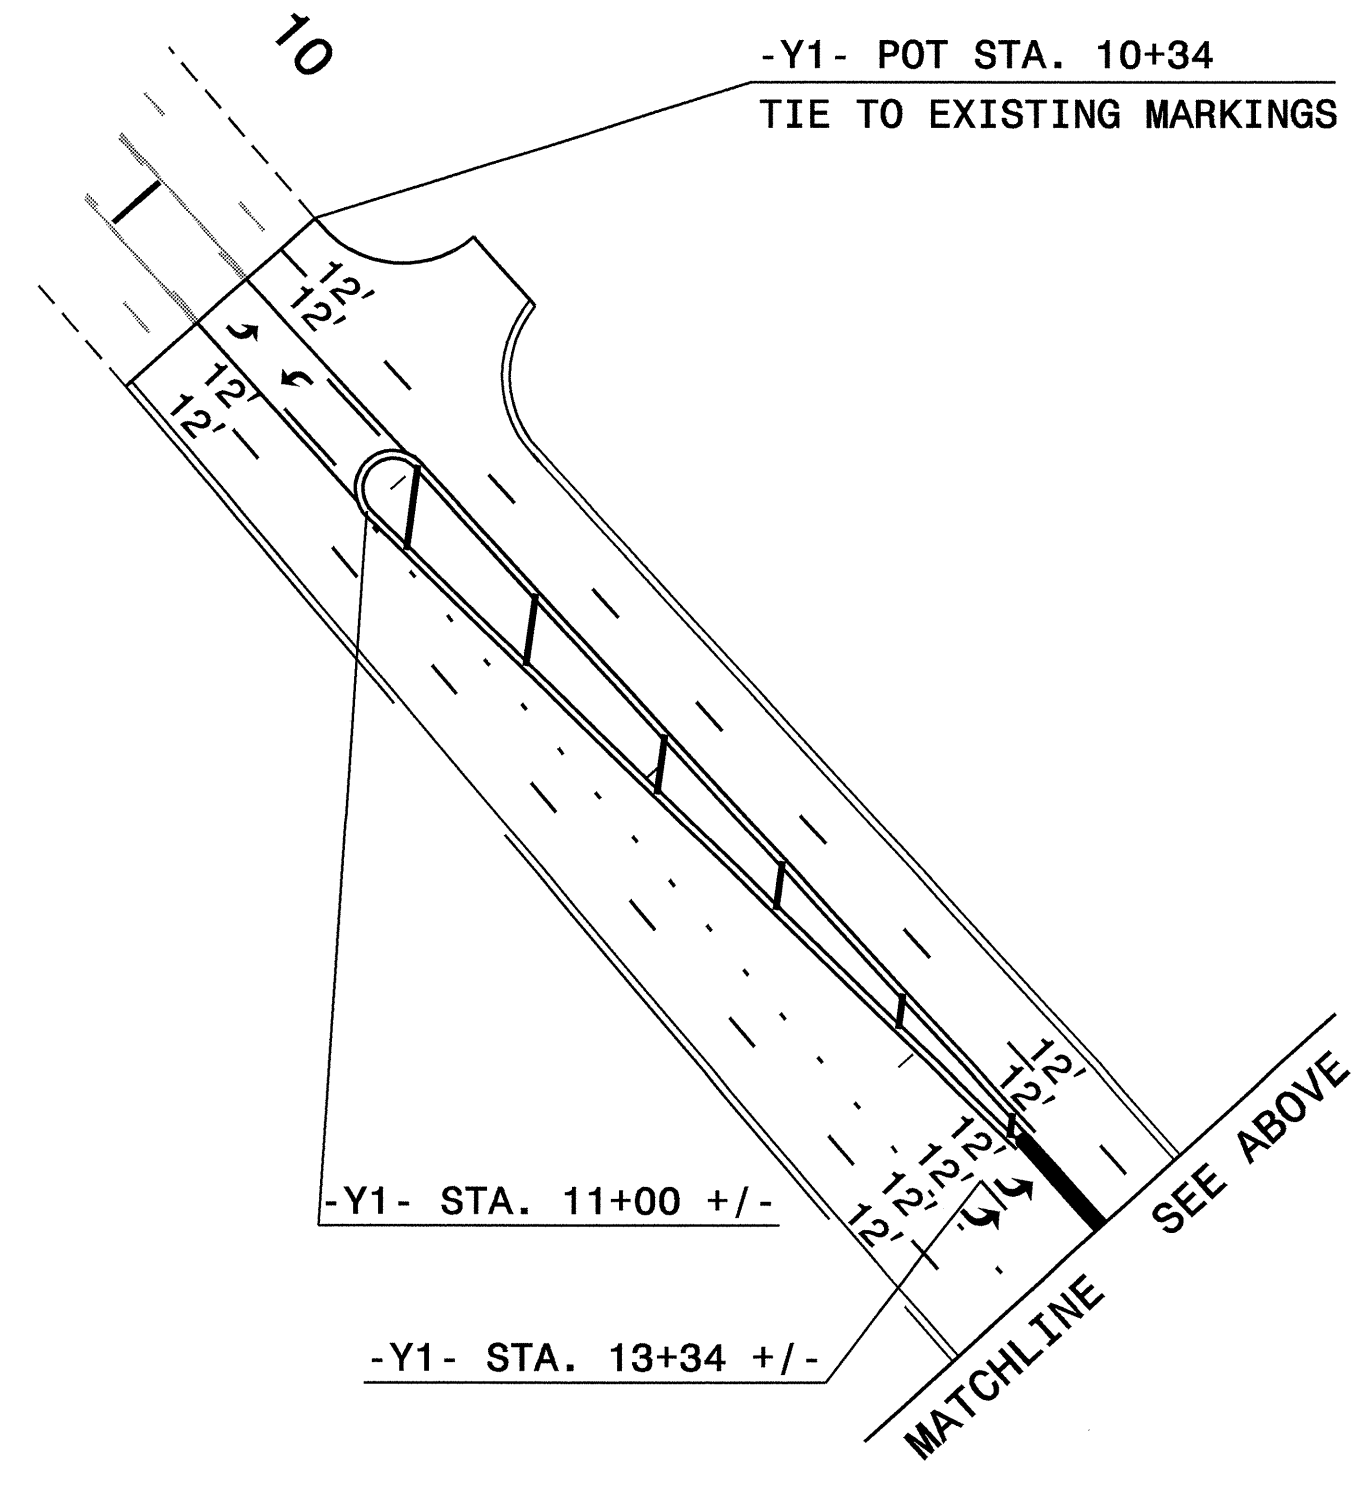 10
-Y1- POT STA. 10+34
TIE TO EXISTING MARKINGS
12'
12'
12'
12'
12'
12'
12'
12'
12'
12'
-Y1- STA. 11+00 +/-
-Y1- STA. 13+34 +/-
MATCHLINE SEE ABOVE